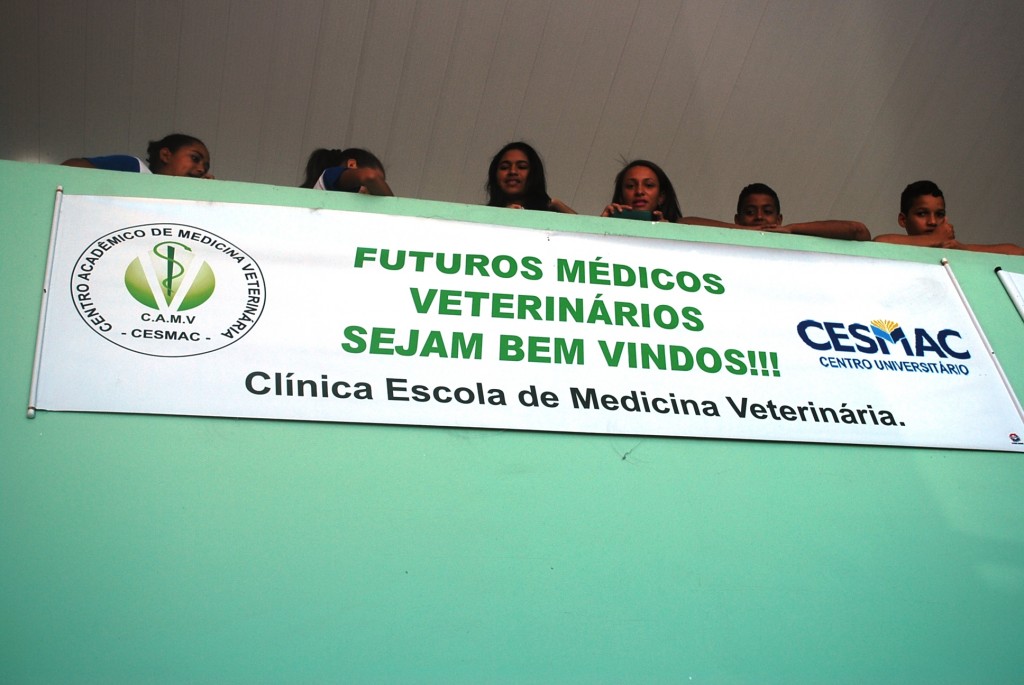 CENTRO ACADÊMICO DE MEDICINA VETERINÁRIA
C.A.M.V
- CESMAC -
FUTUROS MÉDICOS
VETERINÁRIOS
SEJAM BEM VINDOS!!!
Clínica Escola de Medicina Veterinária.
CESMAC
CENTRO UNIVERSITÁRIO